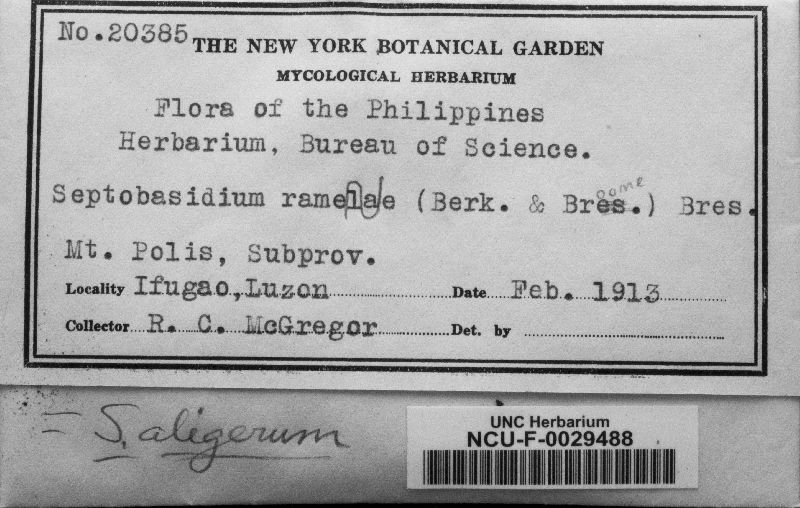 No. 20385
THE NEW YORK BOTANICAL GARDEN
MYCOLOGICAL HERBARIUM
Flora of the Philippines
Herbarium, Bureau of Science.
Septobasidium ramelae (Berk. & Bres.) Bres.
Mt. Polis, Subprov.
Locality Ifugao, Luzon Date Feb. 1913
Collector R. C. McGregor Det. by
= S. aligerum
UNC Herbarium
NCU-F-0029488